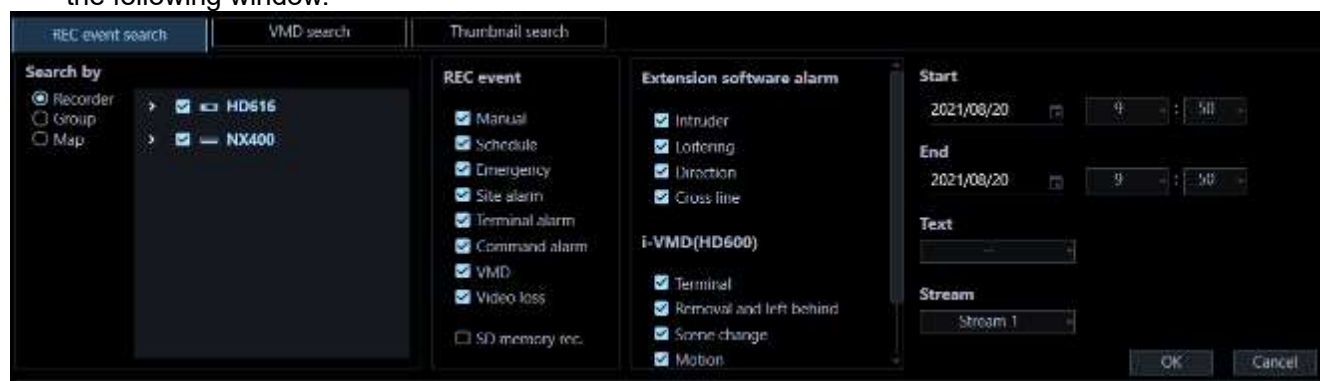 the following window.
REC event search
VMD search
Thumbnail search
Search by
Recorder
Group
Map
HD616
NX400
REC event
Manual
Schedule
Emergency
Site alarm
Terminal alarm
Command alarm
VMD
Video loss
SD memory rec.
Extension software alarm
Intruder
Loitering
Direction
Cross line
i-VMD(HD600)
Terminal
Removal and left behind
Scene change
Motion
Start
2021/08/20
9 : 50
End
2021/08/20
9 : 50
Text
--
Stream
Stream 1
OK
Cancel